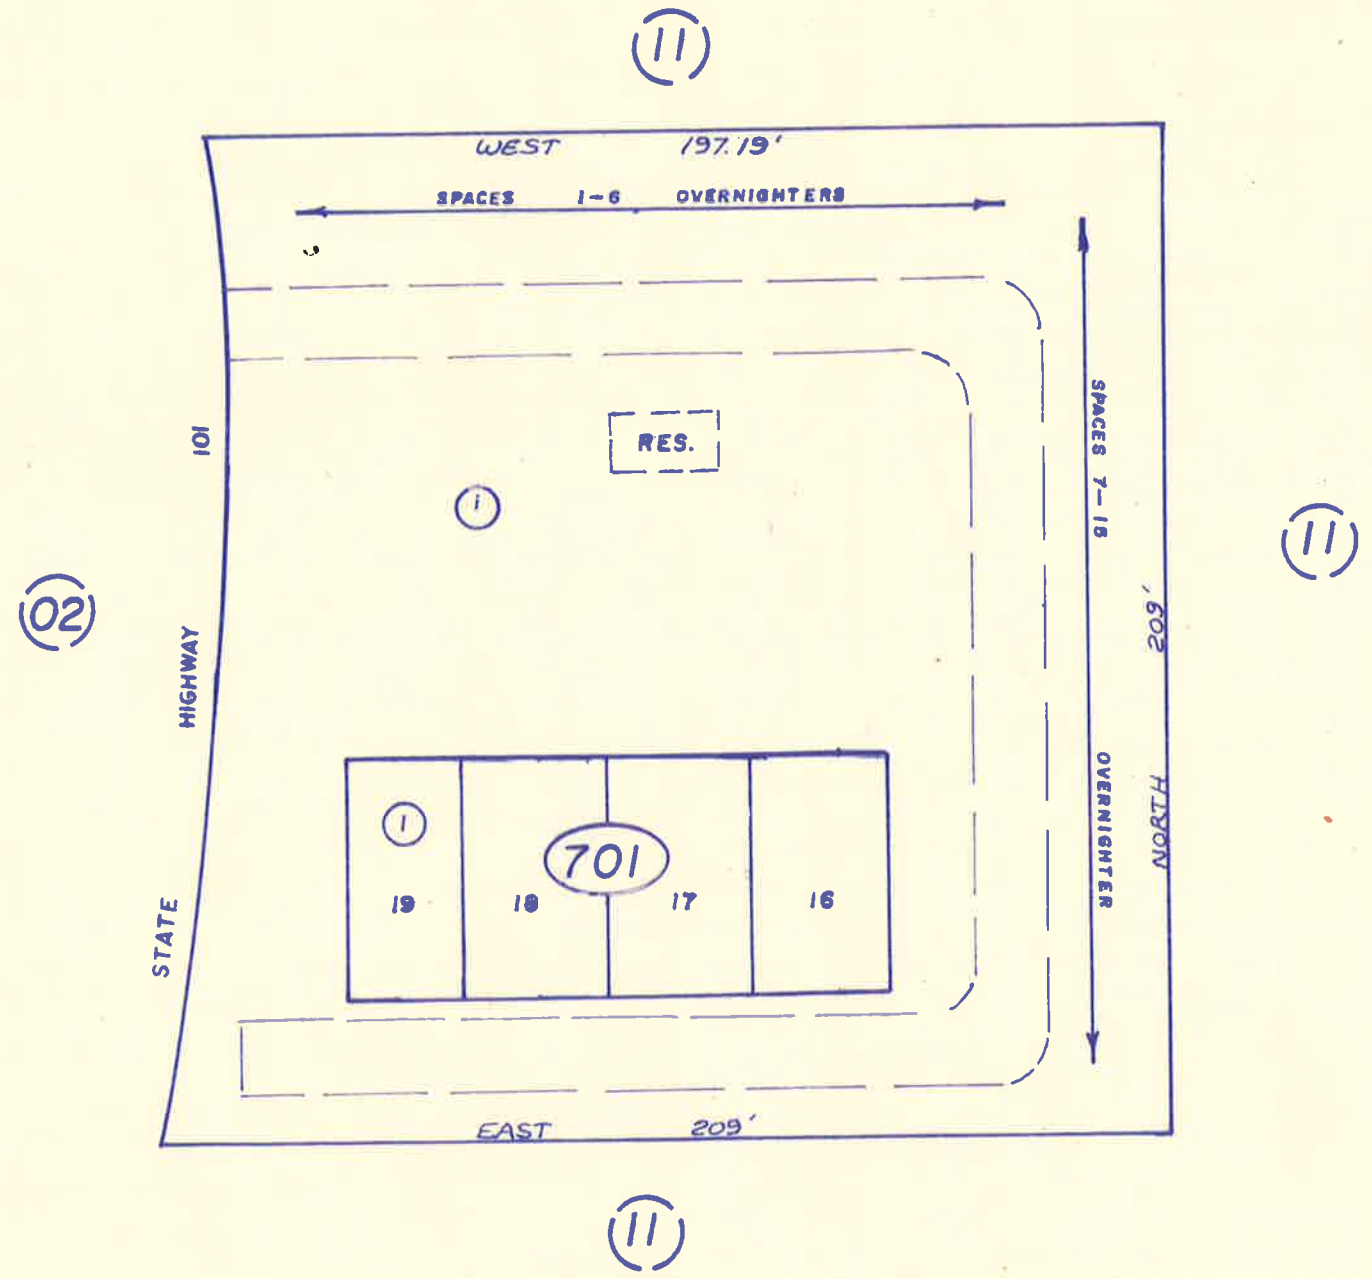 11
WEST 197.19'
SPACES 1-6 OVERNIGHTERS
SPACES 7-15
OVERNIGHTER
RES.
1
101
HIGHWAY
STATE
02
11
209'
NORTH
1
701
19 18 17 16
EAST 209'
11